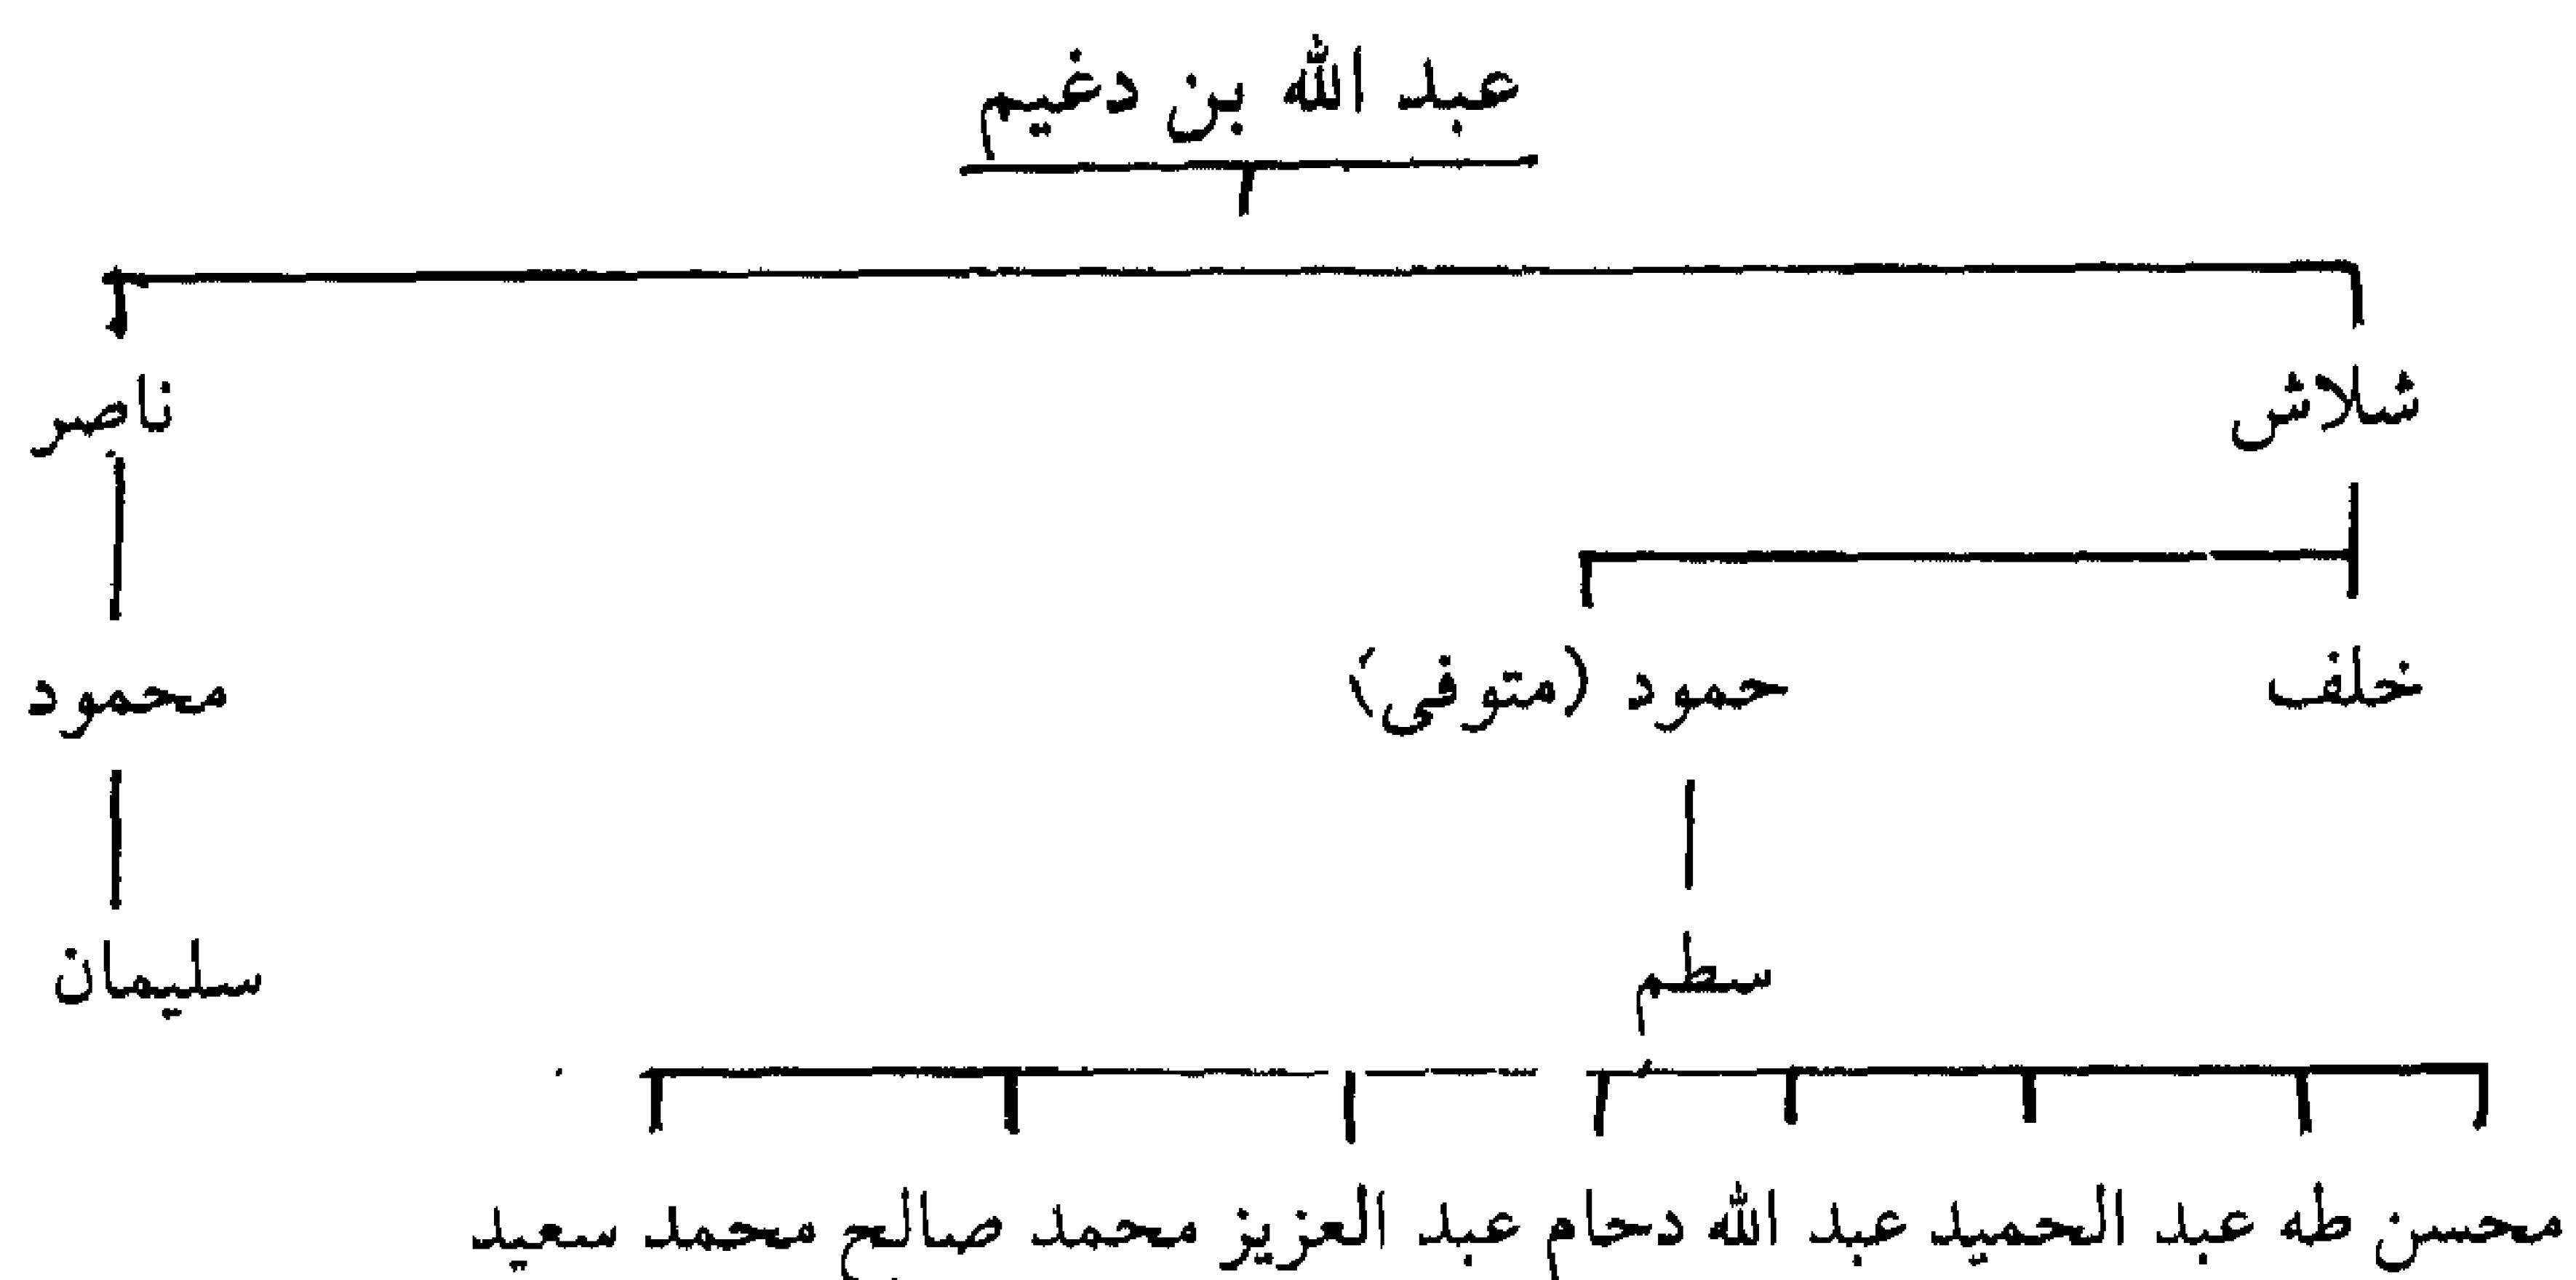 عبد الله بن دغيم
شلاش ناصر
خلف حمود (متوفى) محمود
سطم سليمان
محسن طه عبد الحميد عبد الله دحام عبد العزيز محمد صالح محمد سعيد